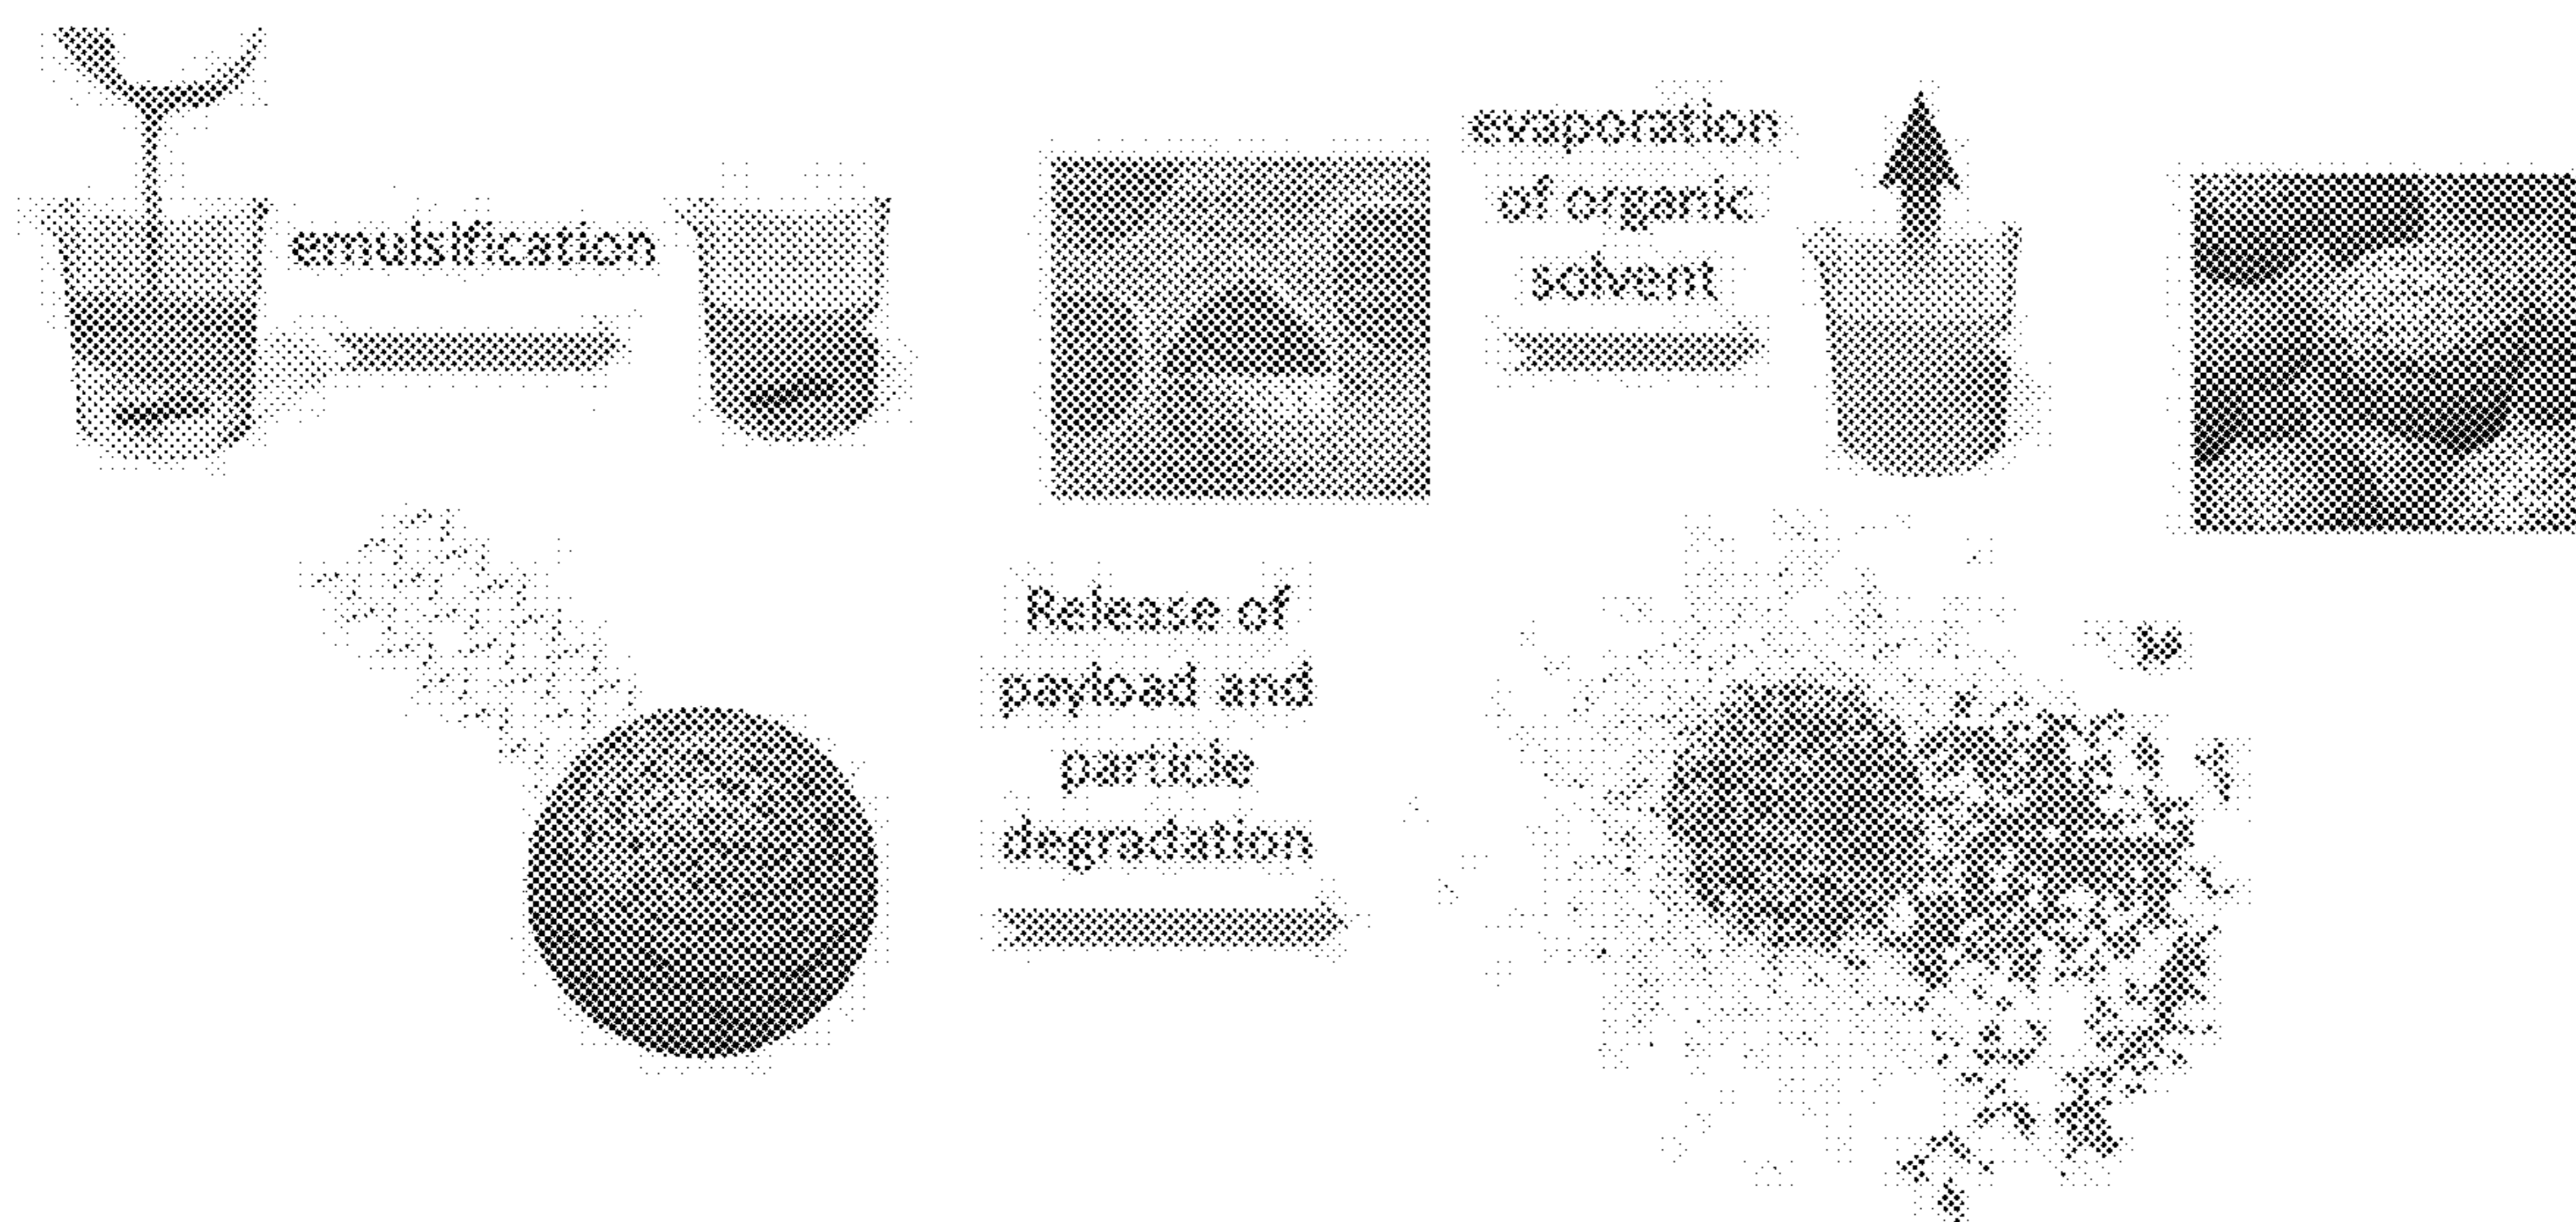 emulsification
evaporation
of organic
solvent
Release of
payload and
particle
degradation